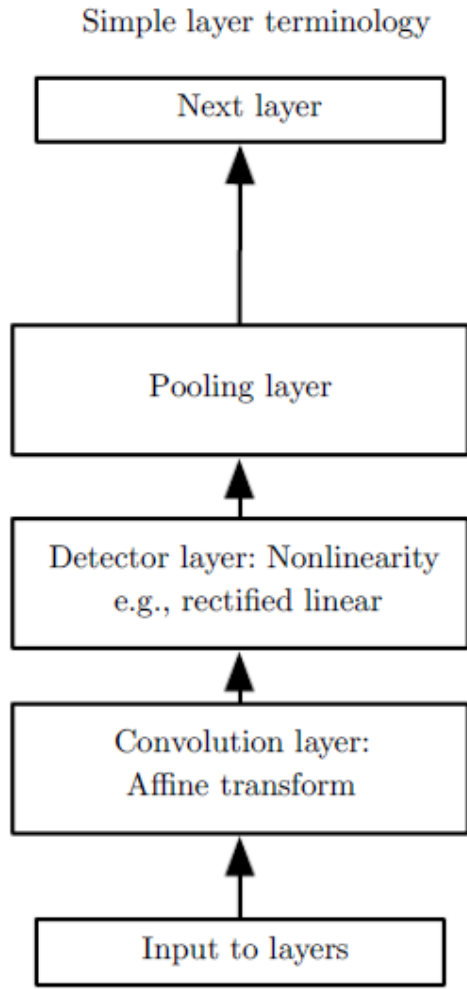 Simple layer terminology
Next layer
Pooling layer
Detector layer: Nonlinearity
e.g., rectified linear
Convolution layer:
Affine transform
Input to layers